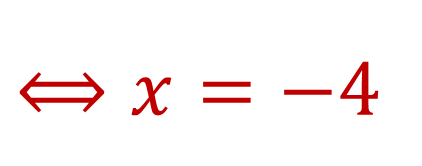 ⟺ x = −4